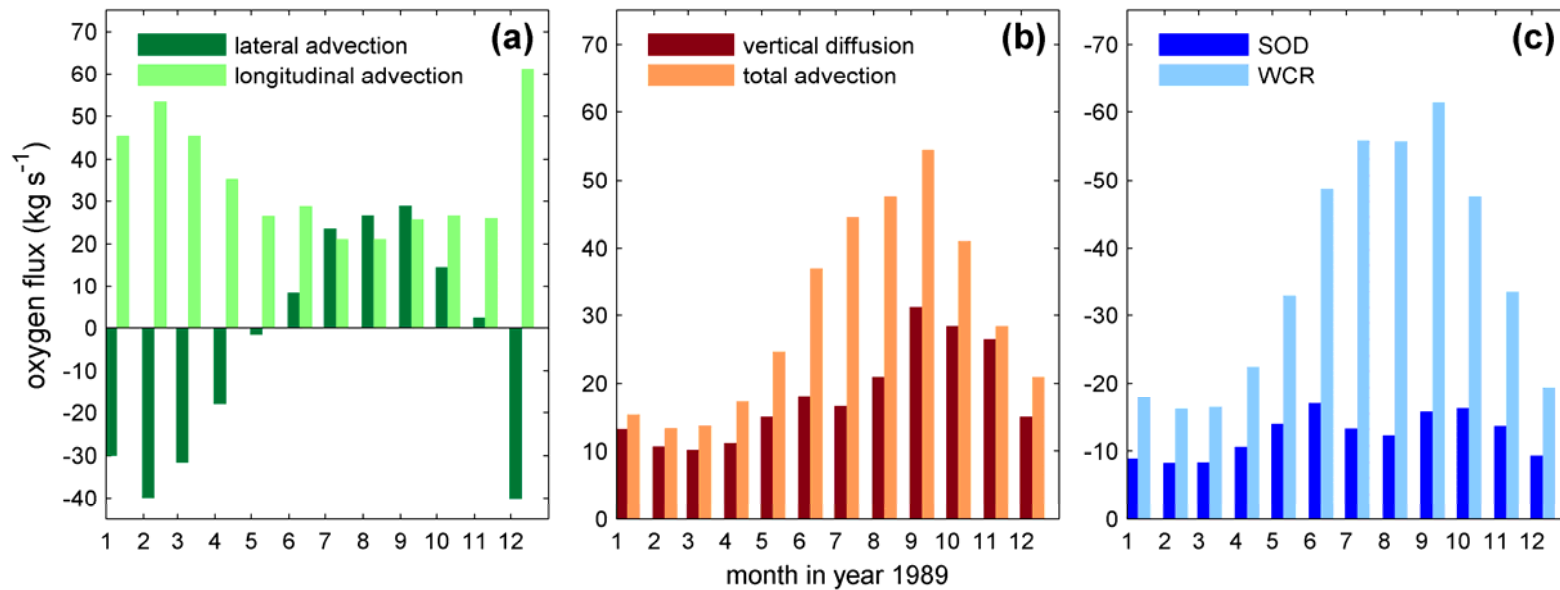 (a)
lateral advection
longitudinal advection
70
60
50
40
30
20
10
0
-10
-20
-30
-40
oxygen flux (kg s⁻¹)
1 2 3 4 5 6 7 8 9 10 11 12
(b)
vertical diffusion
total advection
70
60
50
40
30
20
10
0
1 2 3 4 5 6 7 8 9 10 11 12
month in year 1989
(c)
SOD
WCR
-70
-60
-50
-40
-30
-20
-10
0
1 2 3 4 5 6 7 8 9 10 11 12